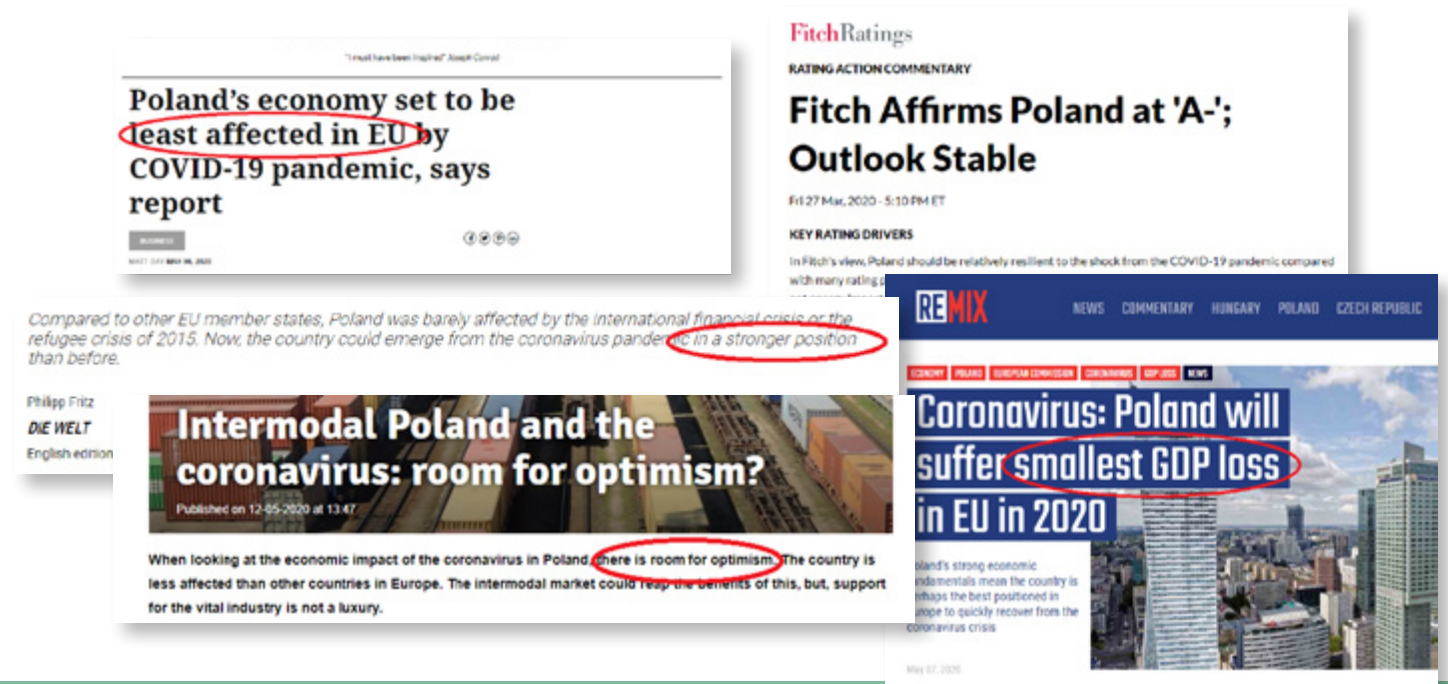 "I must have been inspired" Joseph Conrad
Poland's economy set to be
least affected in EU by
COVID-19 pandemic, says
report
BUSINESS
MAY 06, 2020
FitchRatings
RATING ACTION COMMENTARY
Fitch Affirms Poland at 'A-';
Outlook Stable
Fri 27 Mar, 2020 - 5:10 PM ET
KEY RATING DRIVERS
In Fitch's view, Poland should be relatively resilient to the shock from the COVID-19 pandemic compared
with many rating p
Compared to other EU member states, Poland was barely affected by the international financial crisis or the
refugee crisis of 2015. Now, the country could emerge from the coronavirus pandemic in a stronger position
than before.
Philipp Fritz
DIE WELT
English edition
Intermodal Poland and the
coronavirus: room for optimism?
Published on 12-05-2020 at 13:47
When looking at the economic impact of the coronavirus in Poland, there is room for optimism. The country is
less affected than other countries in Europe. The intermodal market could reap the benefits of this, but, support
for the vital industry is not a luxury.
REMIX
NEWS COMMENTARY HUNGARY POLAND CZECH REPUBLIC
ECONOMY POLAND EUROPEAN COMMISSION CORONAVIRUS GDP LOSS NEWS
Coronavirus: Poland will
suffer smallest GDP loss
in EU in 2020
oland's strong economic
ndamentals mean the country is
erhaps the best positioned in
urope to quickly recover from the
coronavirus crisis
May 07, 2020